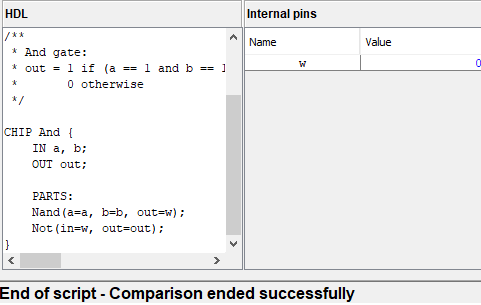 HDL
Internal pins
/**
 * And gate:
 * out = 1 if (a == 1 and b == 1
 *       0 otherwise
 */
CHIP And {
    IN a, b;
    OUT out;
    PARTS:
    Nand(a=a, b=b, out=w);
    Not(in=w, out=out);
}
Name Value
w 0
End of script - Comparison ended successfully